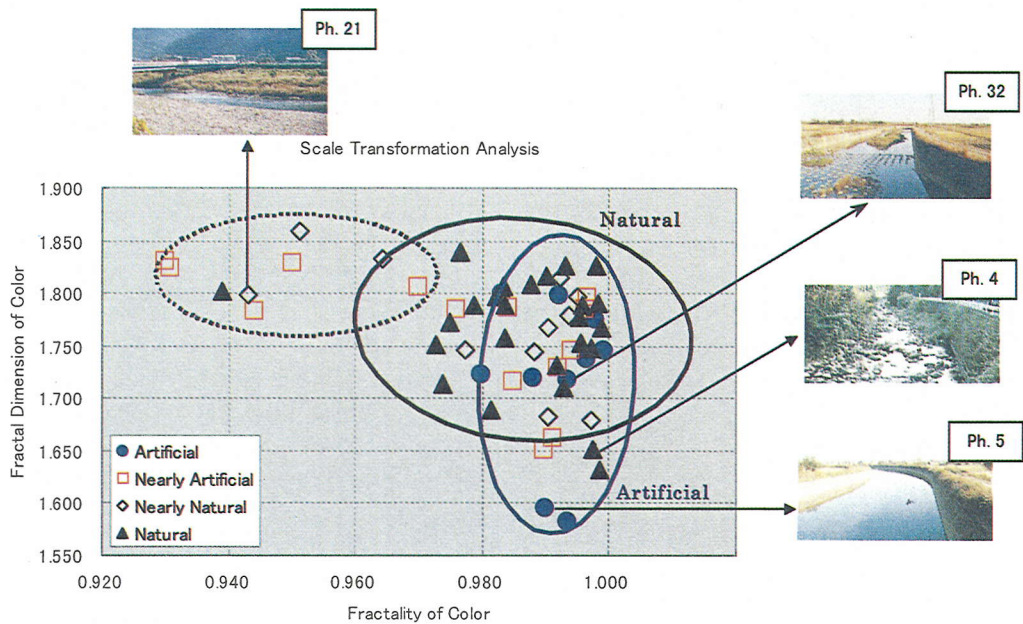 Ph. 21
Ph. 32
Scale Transformation Analysis
1.900
1.850
1.800
1.750
1.700
1.650
1.600
1.550
Fractal Dimension of Color
Natural
Artificial
Ph. 4
Ph. 5
Artificial
Nearly Artificial
Nearly Natural
Natural
0.920
0.940
0.960
0.980
1.000
Fractality of Color